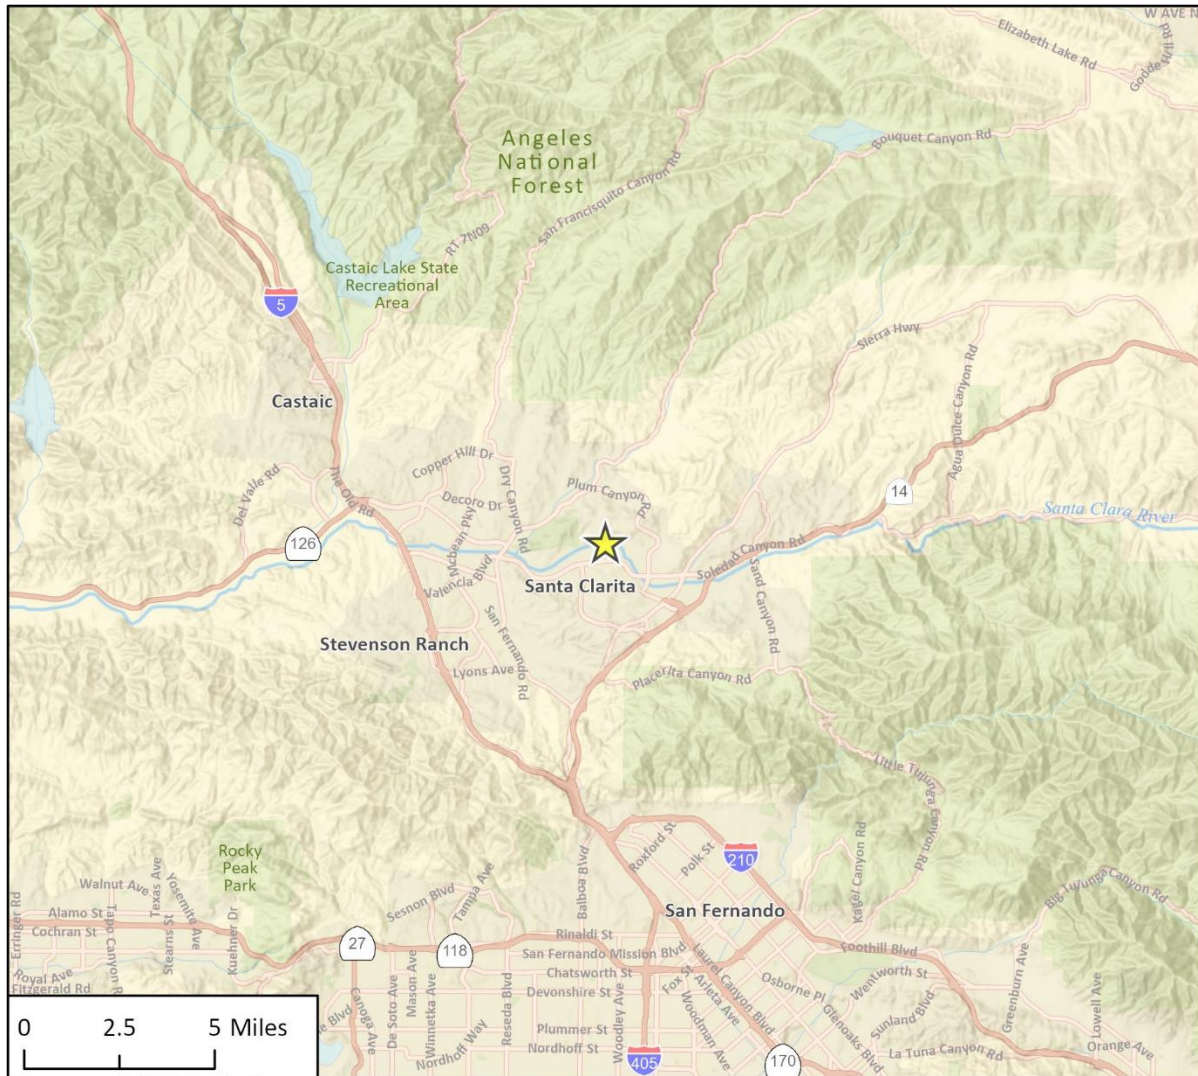 W AVE N
Elizabeth Lake Rd
Godde Hill Rd
Angeles
National
Forest
Bouquet Canyon Rd
San Francisquito Canyon Rd
RT 7N09
Castaic Lake State
Recreational
Area
5
Sierra Hwy
Agua Dulce Canyon Rd
Castaic
Copper Hill Dr
Del Valle Rd
The Old Rd
Dry Canyon Rd
Plum Canyon Rd
Decoro Dr
Mcbean Pky
14
Santa Clara River
126
Soledad Canyon Rd
Valencia Blvd
Santa Clarita
Sand Canyon Rd
San Fernando Rd
Stevenson Ranch
Lyons Ave
Placerita Canyon Rd
Little Tujunga Canyon Rd
Rocky
Peak
Park
Roxford St
Polk St
210
Balboa Blvd
Kagel Canyon Rd
Big Tujunga Canyon Rd
Walnut Ave
Texas Ave
Yosemite Ave
Sesnon Blvd
Tampa Ave
San Fernando
Erringer Rd
Alamo St
Cochran St
Tapo Canyon R
Stearns St
Kuehner Dr
27
118
Rinaldi St
San Fernando Mission Blvd
Laurel Canyon Blvd
Foothill Blvd
Royal Ave
Fitzgerald Rd
Chatsworth St
Devonshire St
Fox St
Arleta Ave
Osborne Pl
Wentworth St
Greenburn Ave
Lowell Ave
Canoga Ave
De Soto Ave
Mason Ave
Winnetka Ave
Reseda Blvd
Woodley Ave
Woodman Ave
Glenoaks Blvd
Sunland Blvd
Plummer St
Nordhoff Way
Nordhoff St
405
170
La Tuna Canyon Rd
Orange Ave
e Blvd
0 2.5 5 Miles